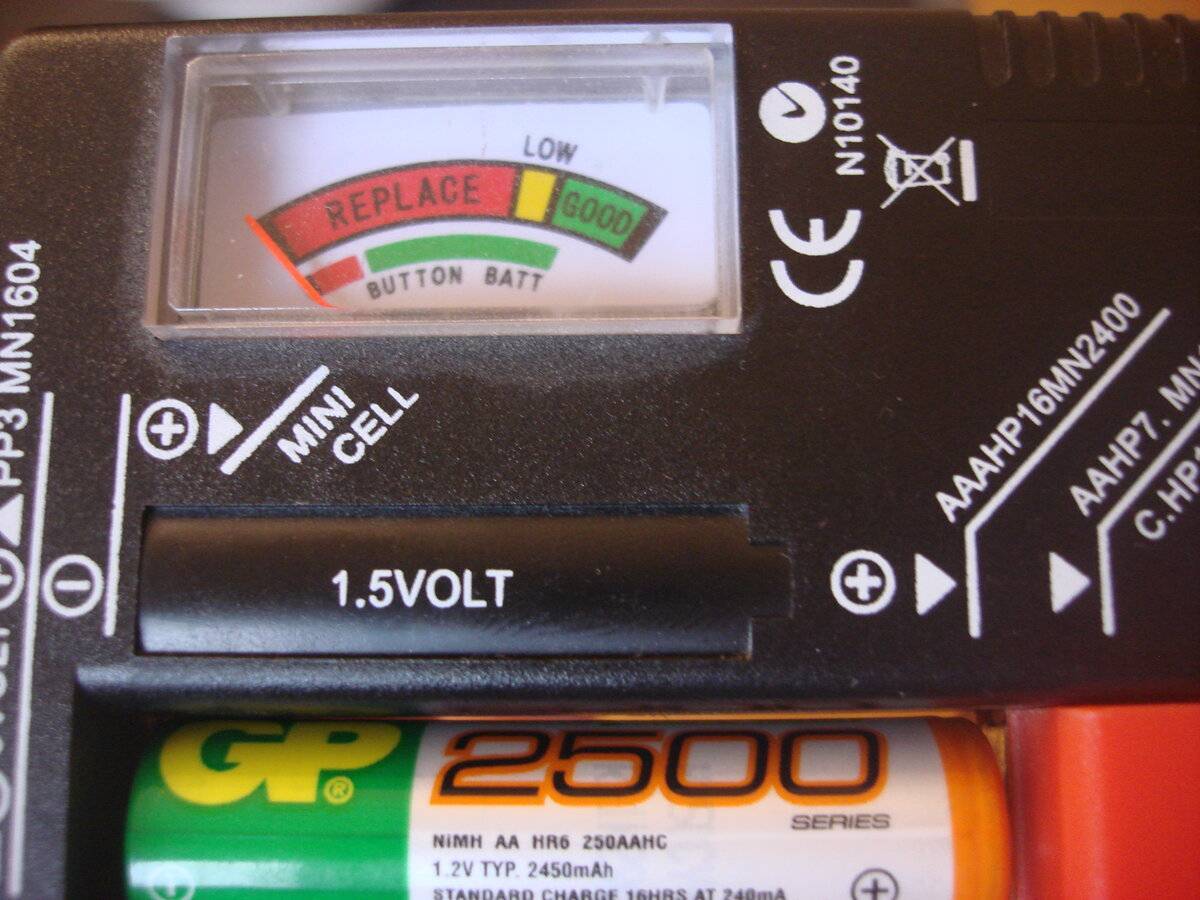 LOW
REPLACE
GOOD
BUTTON BATT
N10140
CE
PP3 MN1604
MINI
CELL
AAAHP16MN2400
AAHP7. MN
C.HP
1.5VOLT
GP®
2500
SERIES
NiMH AA HR6 250AAHC
1.2V TYP. 2450mAh
STANDARD CHARGE 16HRS AT 240mA